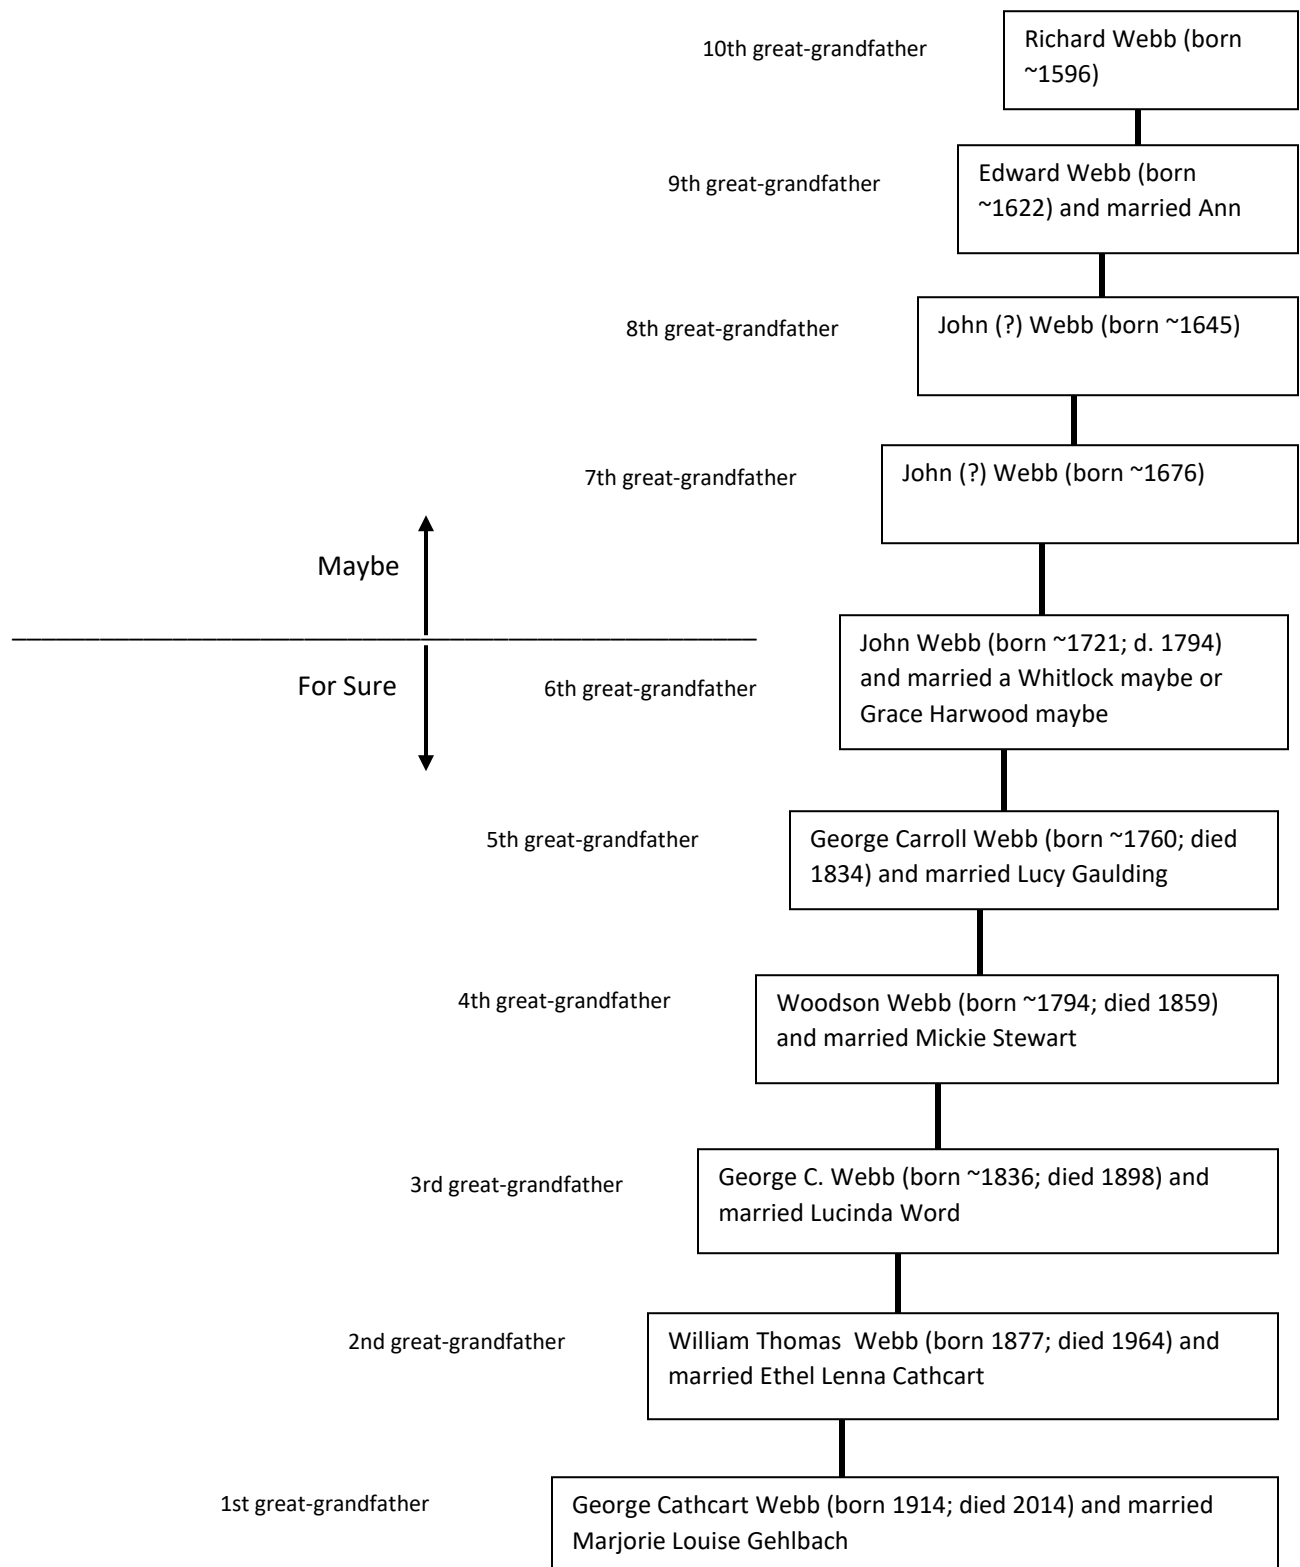 10th great-grandfather
Richard Webb (born
~1596)
9th great-grandfather
Edward Webb (born
~1622) and married Ann
8th great-grandfather
John (?) Webb (born ~1645)
7th great-grandfather
John (?) Webb (born ~1676)
Maybe
For Sure
6th great-grandfather
John Webb (born ~1721; d. 1794)
and married a Whitlock maybe or
Grace Harwood maybe
5th great-grandfather
George Carroll Webb (born ~1760; died
1834) and married Lucy Gaulding
4th great-grandfather
Woodson Webb (born ~1794; died 1859)
and married Mickie Stewart
3rd great-grandfather
George C. Webb (born ~1836; died 1898) and
married Lucinda Word
2nd great-grandfather
William Thomas  Webb (born 1877; died 1964) and
married Ethel Lenna Cathcart
1st great-grandfather
George Cathcart Webb (born 1914; died 2014) and married
Marjorie Louise Gehlbach